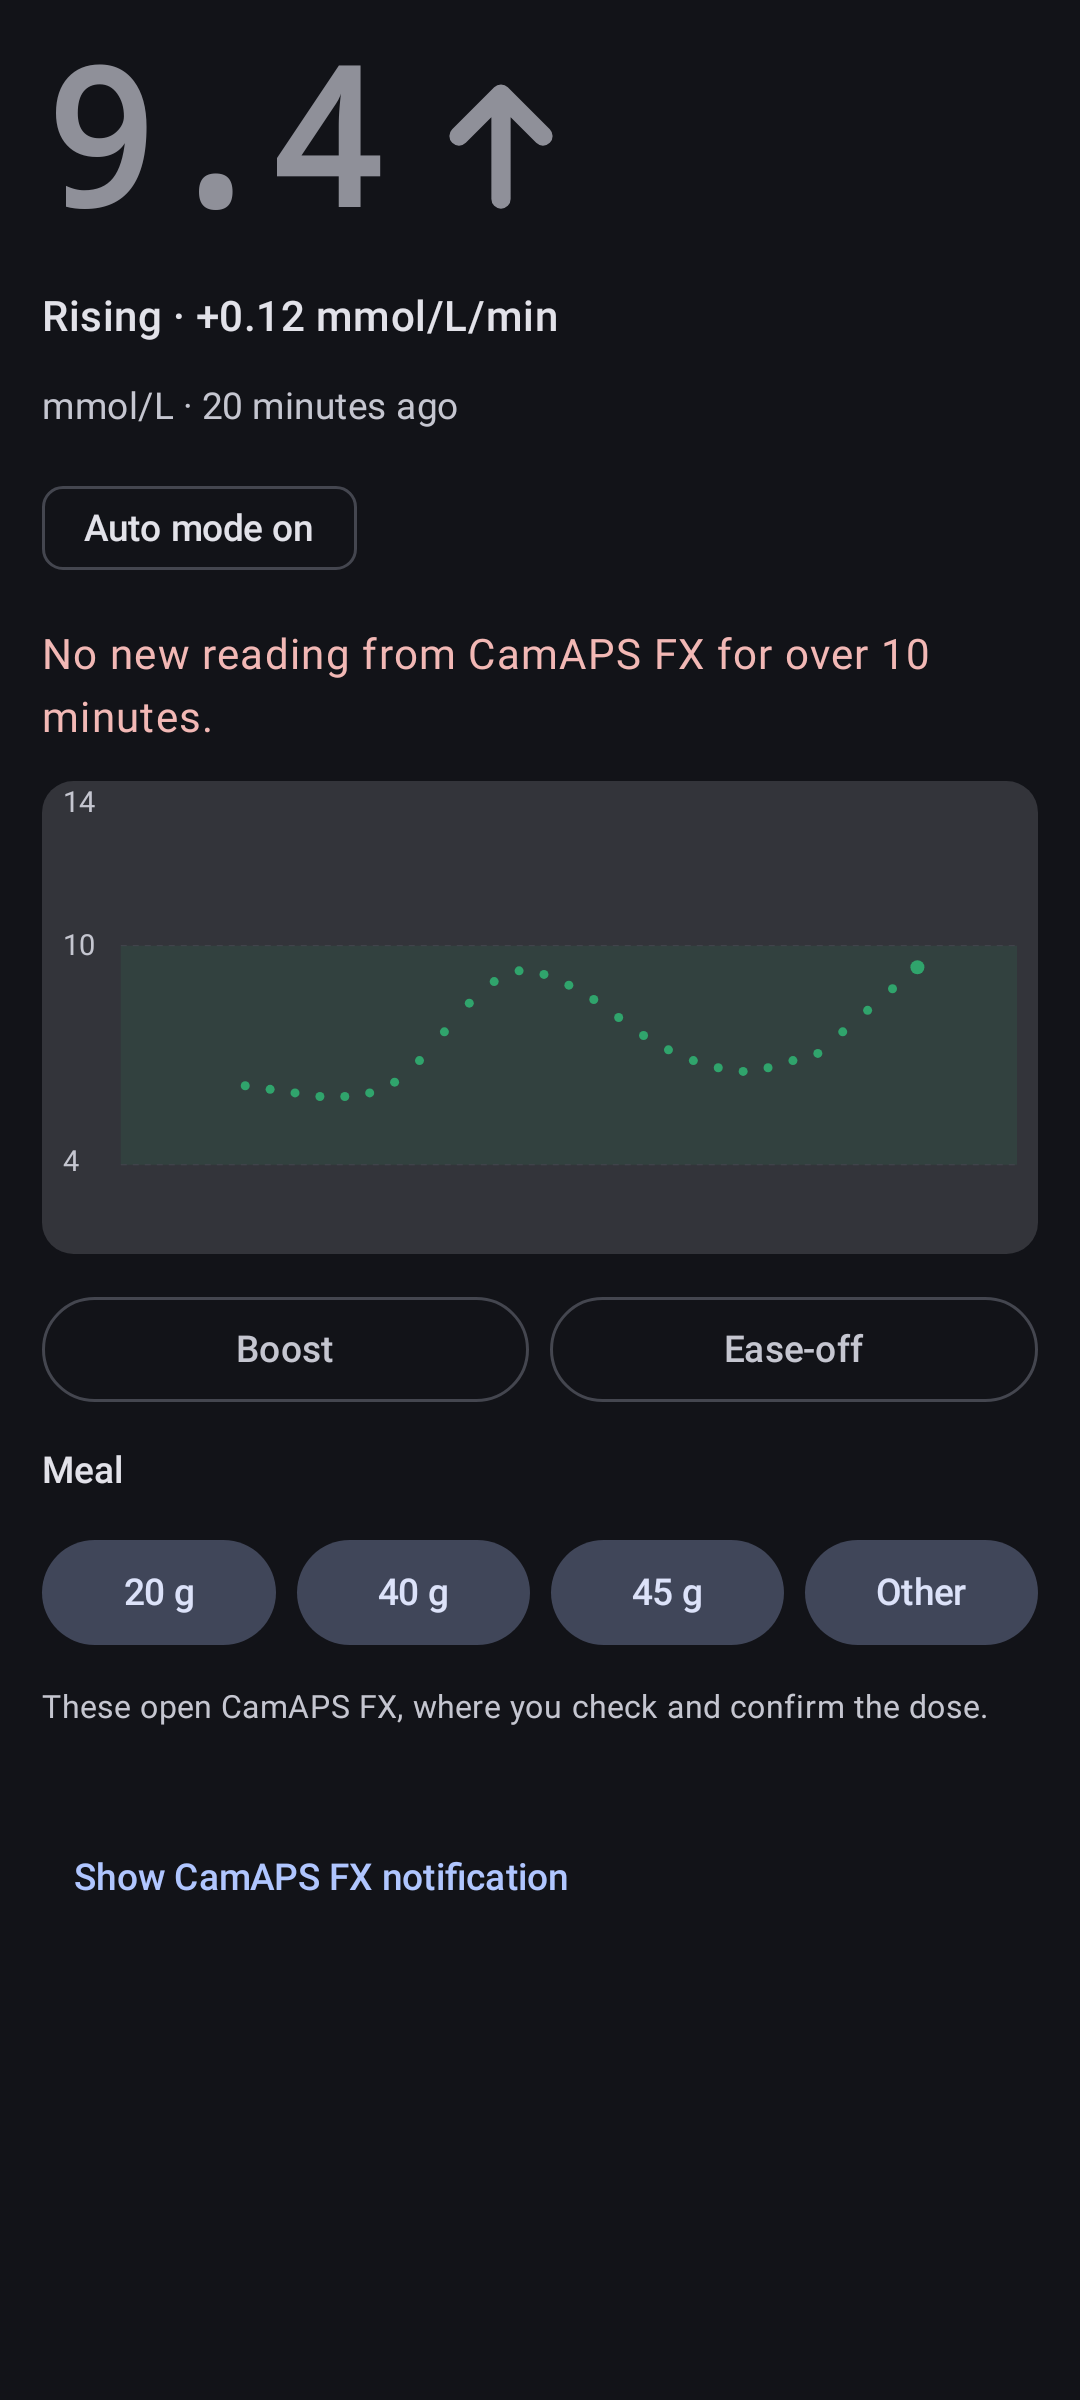 9.4
Rising · +0.12 mmol/L/min
mmol/L · 20 minutes ago
Auto mode on
No new reading from CamAPS FX for over 10
minutes.
14
10
4
Boost
Ease-off
Meal
20 g
40 g
45 g
Other
These open CamAPS FX, where you check and confirm the dose.
Show CamAPS FX notification